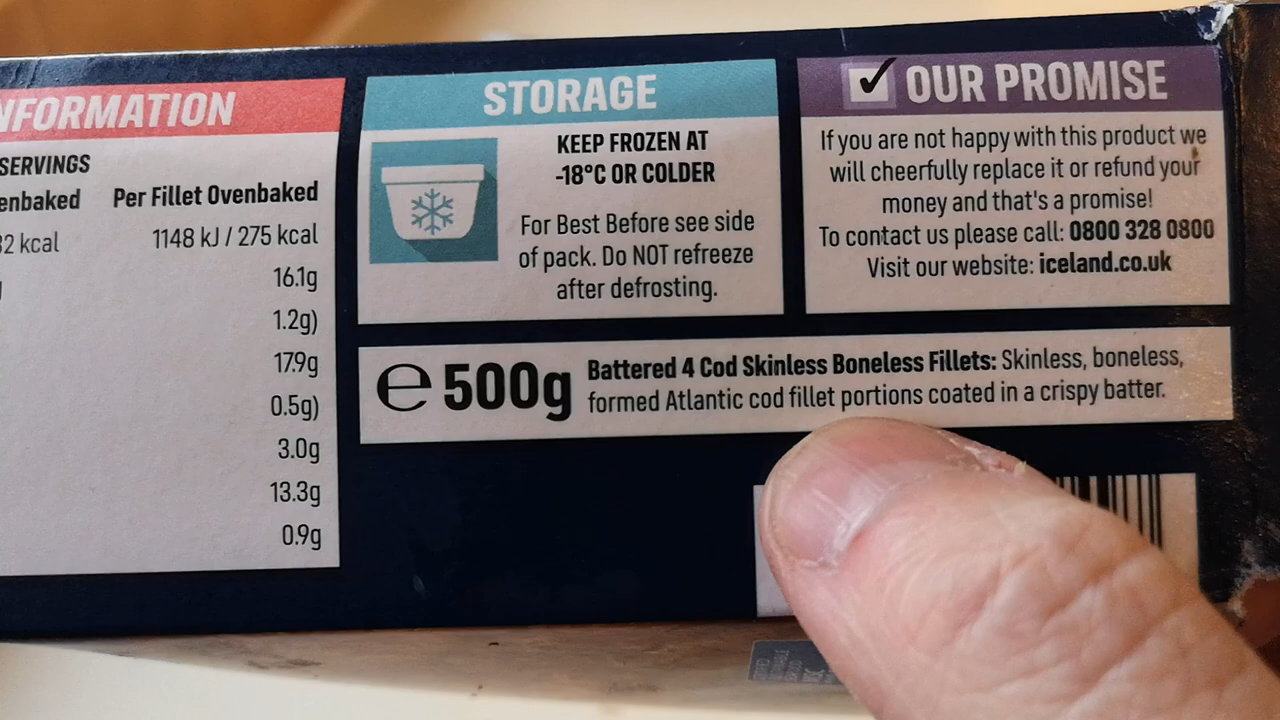 NFORMATION
SERVINGS
enbaked Per Fillet Ovenbaked
32 kcal 1148 kJ / 275 kcal
16.1g
1.2g)
17.9g
0.5g)
3.0g
13.3g
0.9g
STORAGE
KEEP FROZEN AT
-18°C OR COLDER
For Best Before see side
of pack. Do NOT refreeze
after defrosting.
OUR PROMISE
If you are not happy with this product we
will cheerfully replace it or refund your
money and that's a promise!
To contact us please call: 0800 328 0800
Visit our website: iceland.co.uk
e 500g
Battered 4 Cod Skinless Boneless Fillets: Skinless, boneless,
formed Atlantic cod fillet portions coated in a crispy batter.